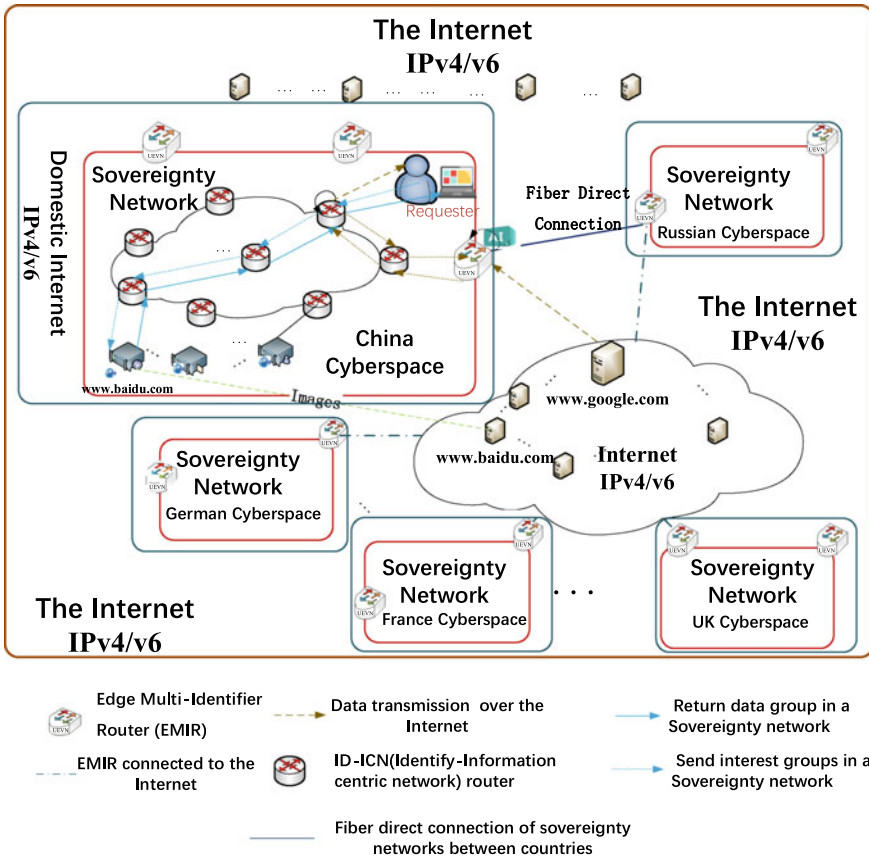 The Internet
IPv4/v6
... ... ... ... ... ... ...
UEVN
UEVN
UEVN
Domestic Internet
IPv4/v6
Sovereignty
Network
Requester
Fiber Direct
Connection
UEVN
Sovereignty
Network
Russian Cyberspace
UEVN
...
China
Cyberspace
... ...
www.baidu.com
Images
The Internet
IPv4/v6
www.google.com
www.baidu.com
Internet
IPv4/v6
UEVN
UEVN
Sovereignty
Network
German Cyberspace
UEVN
UEVN
Sovereignty
Network
France Cyberspace
...
UEVN
UEVN
Sovereignty
Network
UK Cyberspace
The Internet
IPv4/v6
UEVN
Edge Multi-Identifier
Router (EMIR)
Data transmission over the
Internet
Return data group in a
Sovereignty network
EMIR connected to the
Internet
ID-ICN(Identify-Information
centric network) router
Send interest groups in a
Sovereignty network
Fiber direct connection of sovereignty
networks between countries